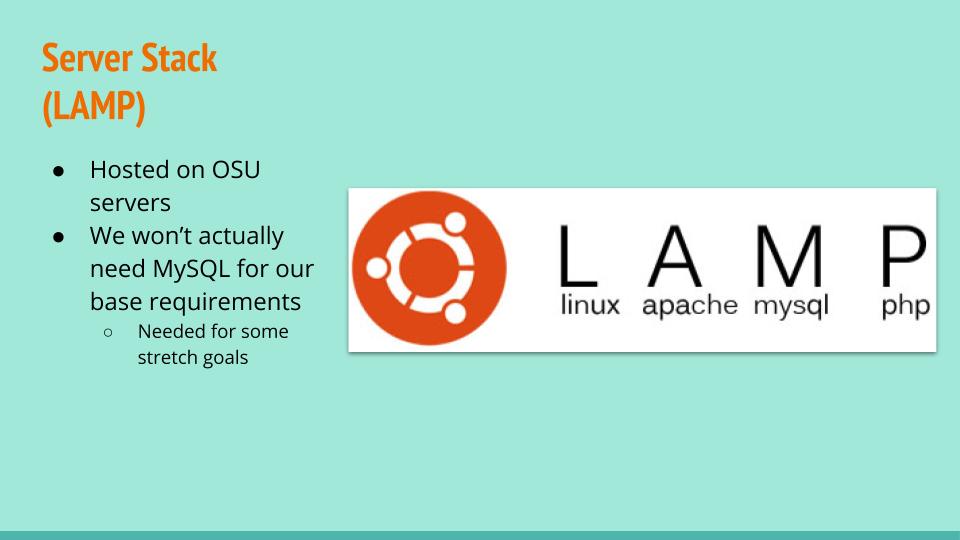 Server Stack
(LAMP)
● Hosted on OSU
servers
● We won’t actually
need MySQL for our
base requirements
○ Needed for some
stretch goals
L A M P
linux apache mysql php